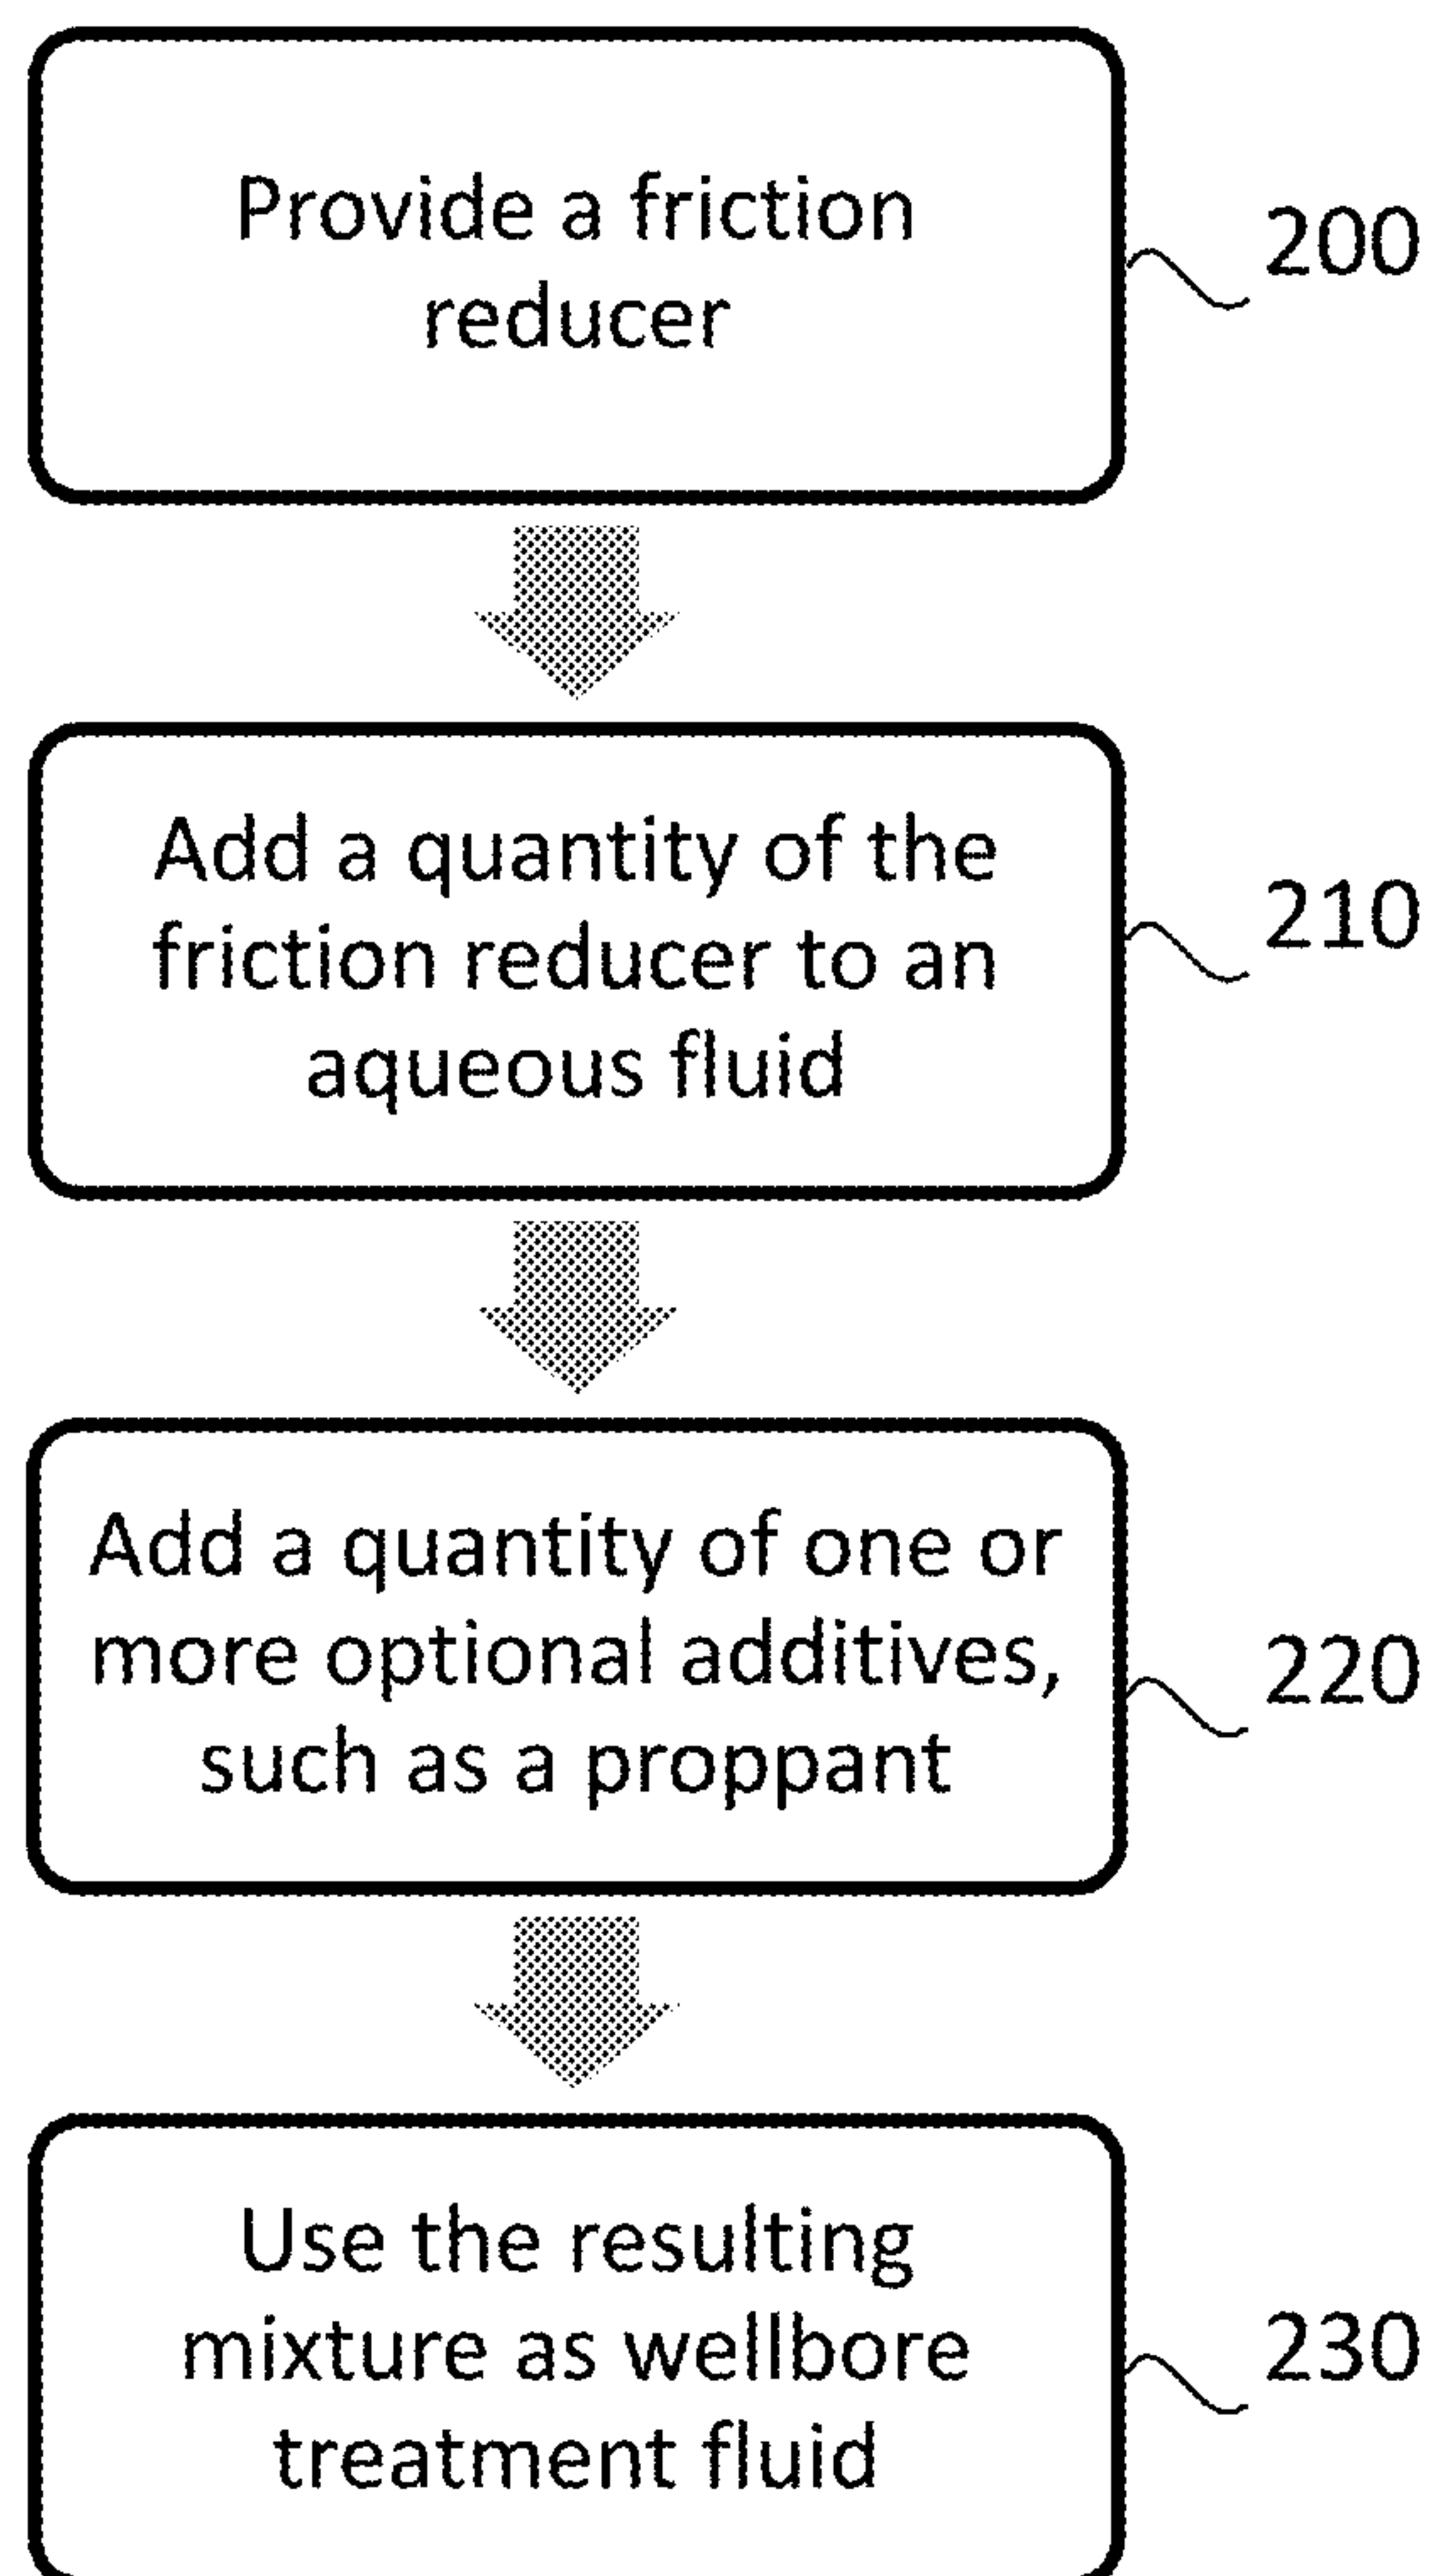 Provide a friction
reducer
200
Add a quantity of the
friction reducer to an
aqueous fluid
210
Add a quantity of one or
more optional additives,
such as a proppant
220
Use the resulting
mixture as wellbore
treatment fluid
230